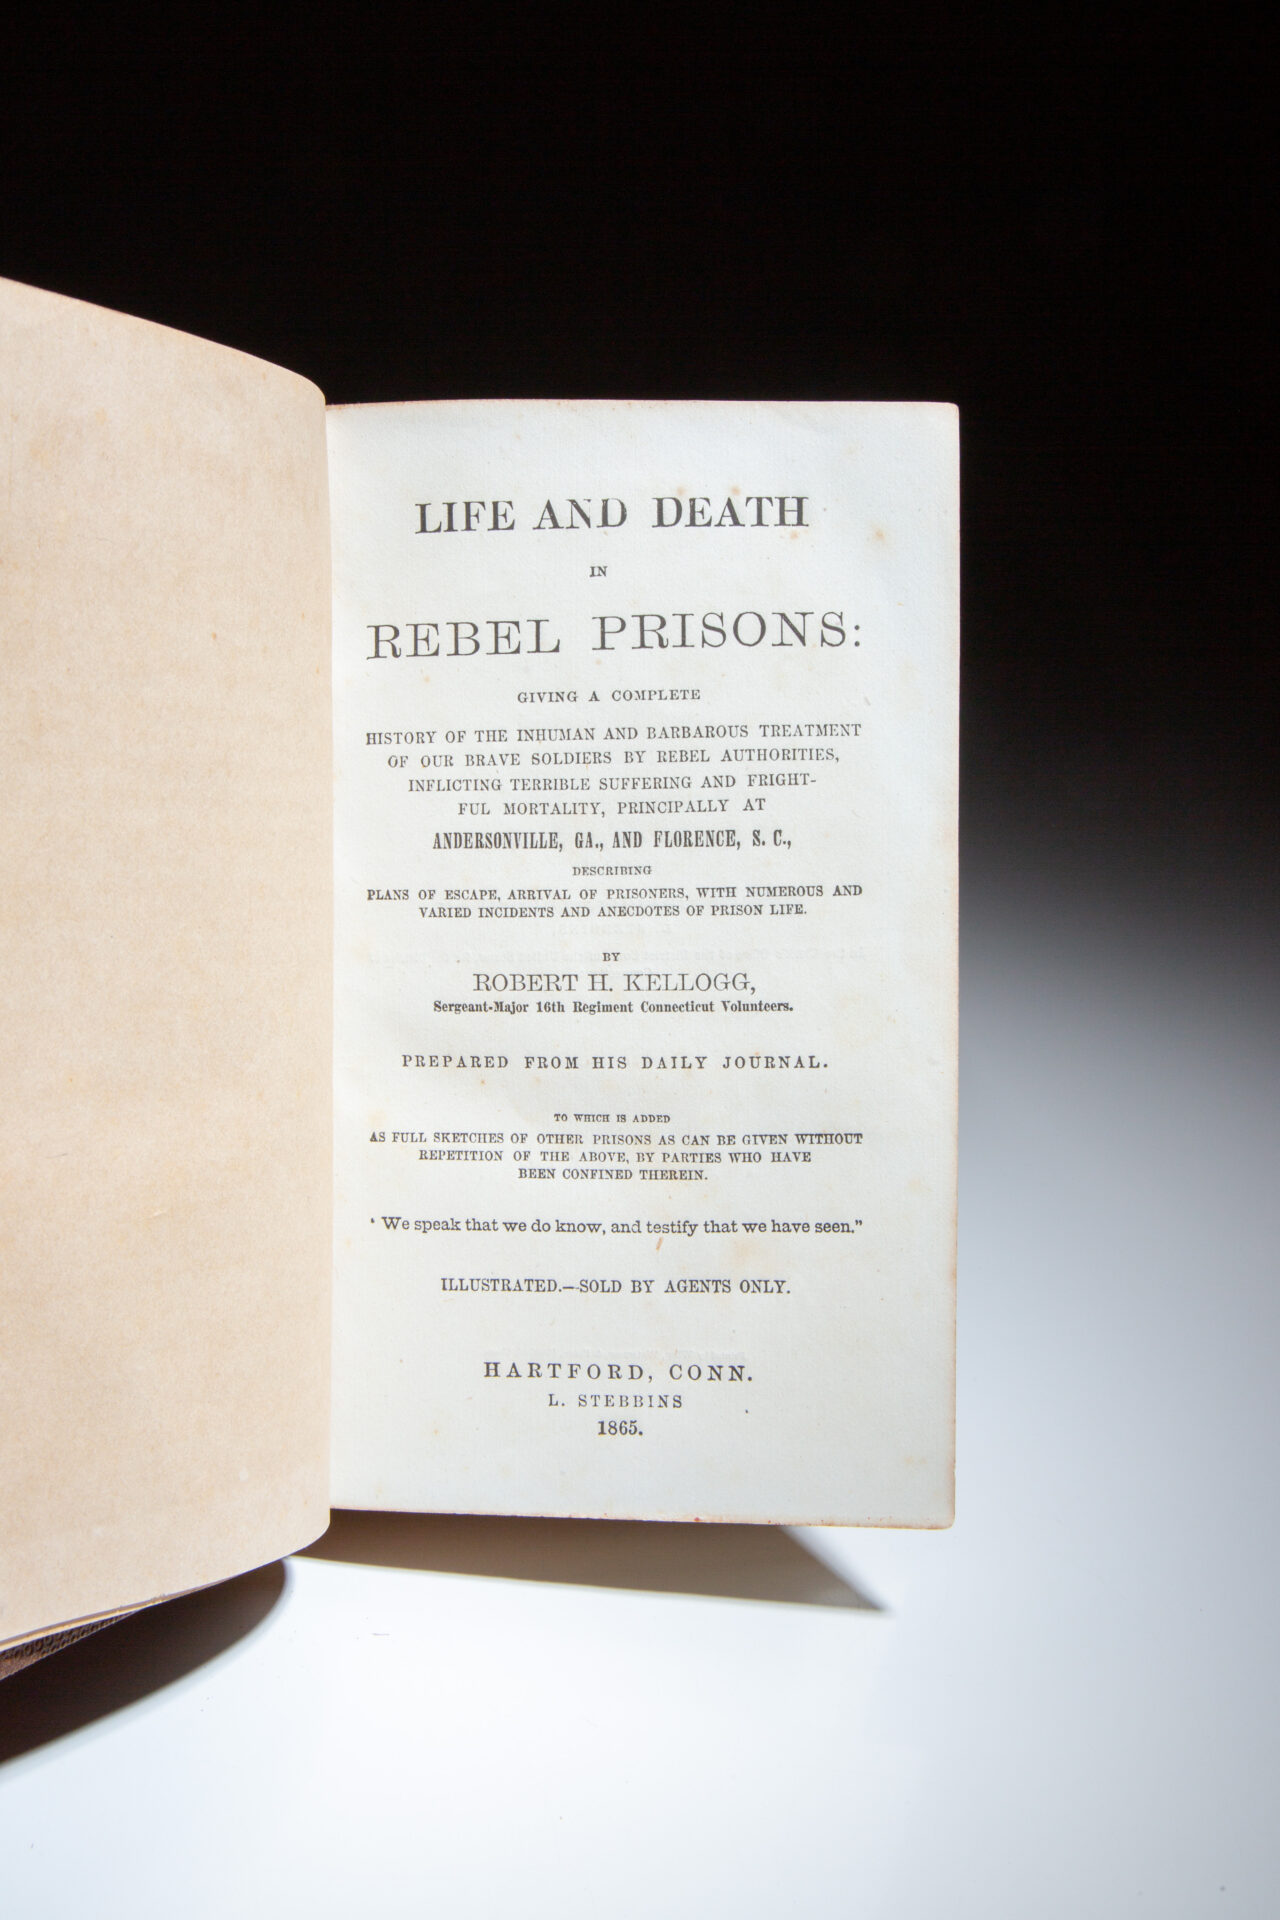 LIFE AND DEATH
IN
REBEL PRISONS:
GIVING A COMPLETE
HISTORY OF THE INHUMAN AND BARBAROUS TREATMENT
OF OUR BRAVE SOLDIERS BY REBEL AUTHORITIES,
INFLICTING TERRIBLE SUFFERING AND FRIGHT-
FUL MORTALITY, PRINCIPALLY AT
ANDERSONVILLE, GA., AND FLORENCE, S. C.,
DESCRIBING
PLANS OF ESCAPE, ARRIVAL OF PRISONERS, WITH NUMEROUS AND
VARIED INCIDENTS AND ANECDOTES OF PRISON LIFE.
BY
ROBERT H. KELLOGG,
Sergeant-Major 16th Regiment Connecticut Volunteers.
PREPARED FROM HIS DAILY JOURNAL.
TO WHICH IS ADDED
AS FULL SKETCHES OF OTHER PRISONS AS CAN BE GIVEN WITHOUT
REPETITION OF THE ABOVE, BY PARTIES WHO HAVE
BEEN CONFINED THEREIN.
‘ We speak that we do know, and testify that we have seen.”
ILLUSTRATED.—SOLD BY AGENTS ONLY.
HARTFORD, CONN.
L. STEBBINS
1865.